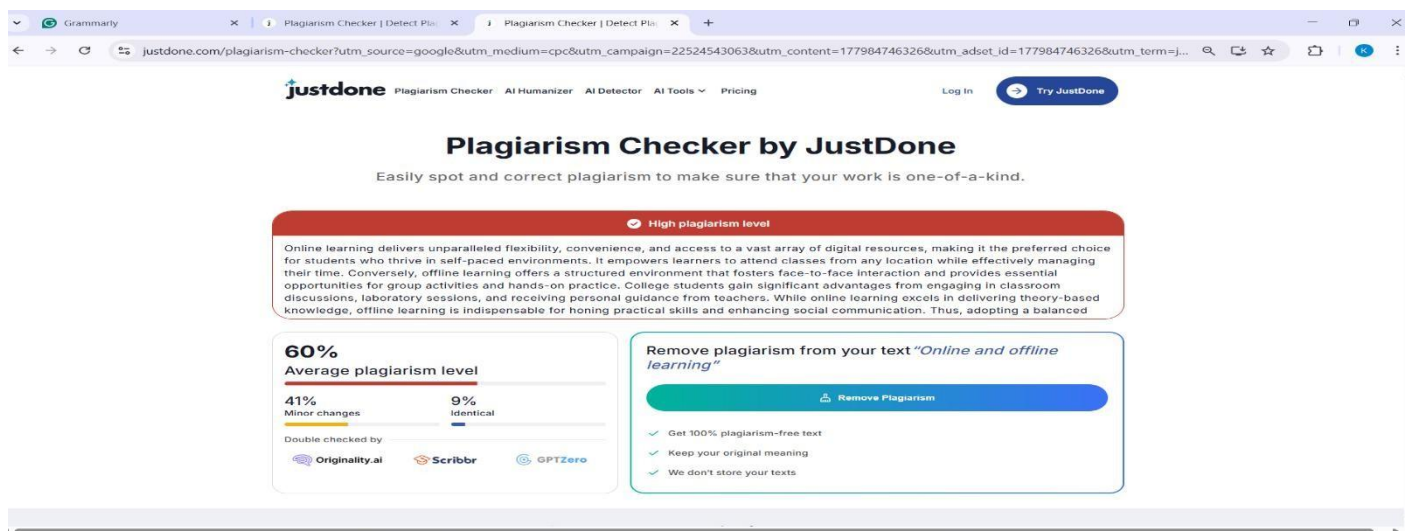 Grammarly
Plagiarism Checker | Detect Pla
Plagiarism Checker | Detect Pla
justdone.com/plagiarism-checker?utm_source=google&utm_medium=cpc&utm_campaign=22524543063&utm_content=177984746326&utm_adset_id=177984746326&utm_term=j...
K
justdone Plagiarism Checker AI Humanizer AI Detector AI Tools Pricing Log In Try JustDone
Plagiarism Checker by JustDone
Easily spot and correct plagiarism to make sure that your work is one-of-a-kind.
High plagiarism level
Online learning delivers unparalleled flexibility, convenience, and access to a vast array of digital resources, making it the preferred choice
for students who thrive in self-paced environments. It empowers learners to attend classes from any location while effectively managing
their time. Conversely, offline learning offers a structured environment that fosters face-to-face interaction and provides essential
opportunities for group activities and hands-on practice. College students gain significant advantages from engaging in classroom
discussions, laboratory sessions, and receiving personal guidance from teachers. While online learning excels in delivering theory-based
knowledge, offline learning is indispensable for honing practical skills and enhancing social communication. Thus, adopting a balanced
60%
Average plagiarism level
41%
Minor changes
9%
Identical
Double checked by
Originality.ai Scribbr GPTZero
Remove plagiarism from your text "Online and offline
learning"
Remove Plagiarism
Get 100% plagiarism-free text
Keep your original meaning
We don't store your texts